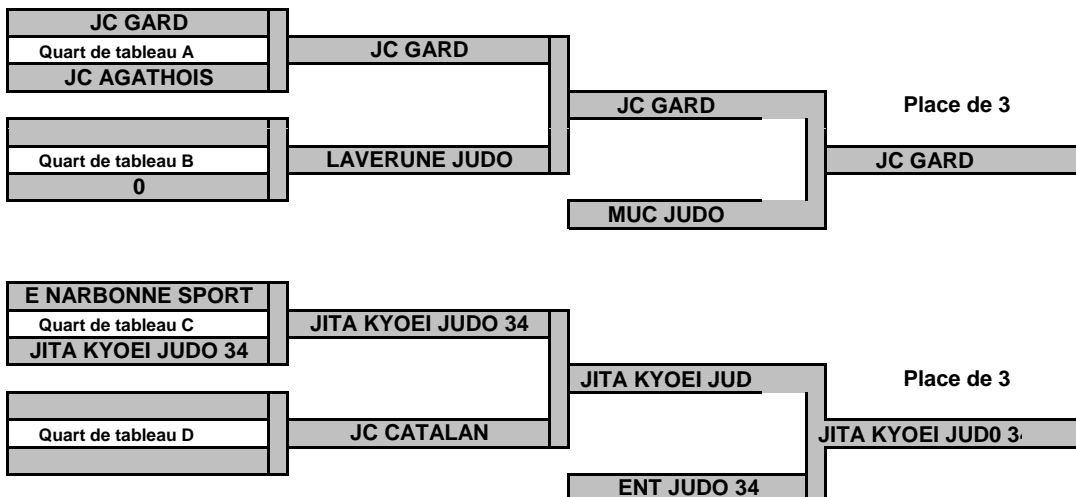 JC GARD
Quart de tableau A
JC GARD
JC AGATHOIS
JC GARD
Place de 3
Quart de tableau B
LAVERUNE JUDO
JC GARD
0
MUC JUDO
E NARBONNE SPORT
Quart de tableau C
JITA KYOEI JUDO 34
JITA KYOEI JUDO 34
JITA KYOEI JUD
Place de 3
Quart de tableau D
JC CATALAN
JITA KYOEI JUD0 3
ENT JUDO 34